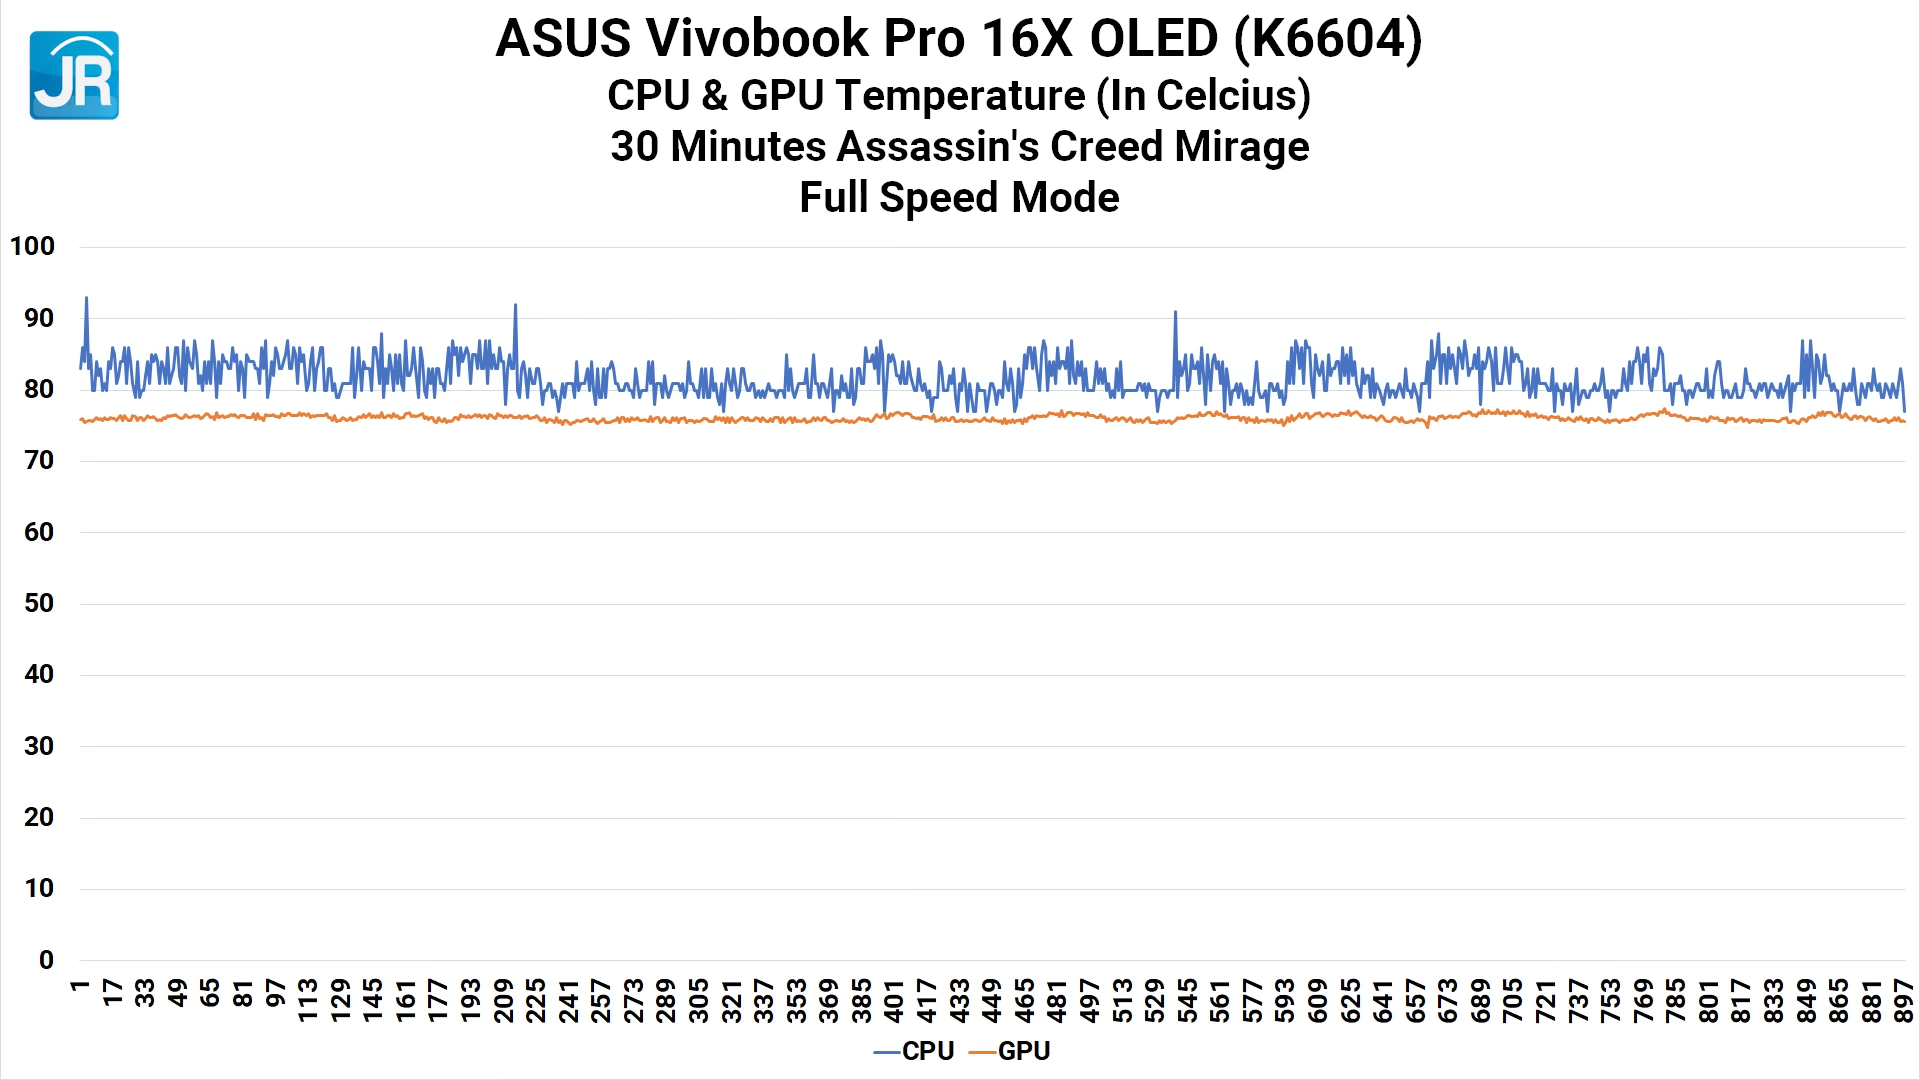 JR
ASUS Vivobook Pro 16X OLED (K6604)
CPU & GPU Temperature (In Celcius)
30 Minutes Assassin's Creed Mirage
Full Speed Mode
100
90
80
70
60
50
40
30
20
10
0
1 17 33 49 65 81 97 113 129 145 161 177 193 209 225 241 257 273 289 305 321 337 353 369 385 401 417 433 449 465 481 497 513 529 545 561 577 593 609 625 641 657 673 689 705 721 737 753 769 785 801 817 833 849 865 881 897
CPU GPU